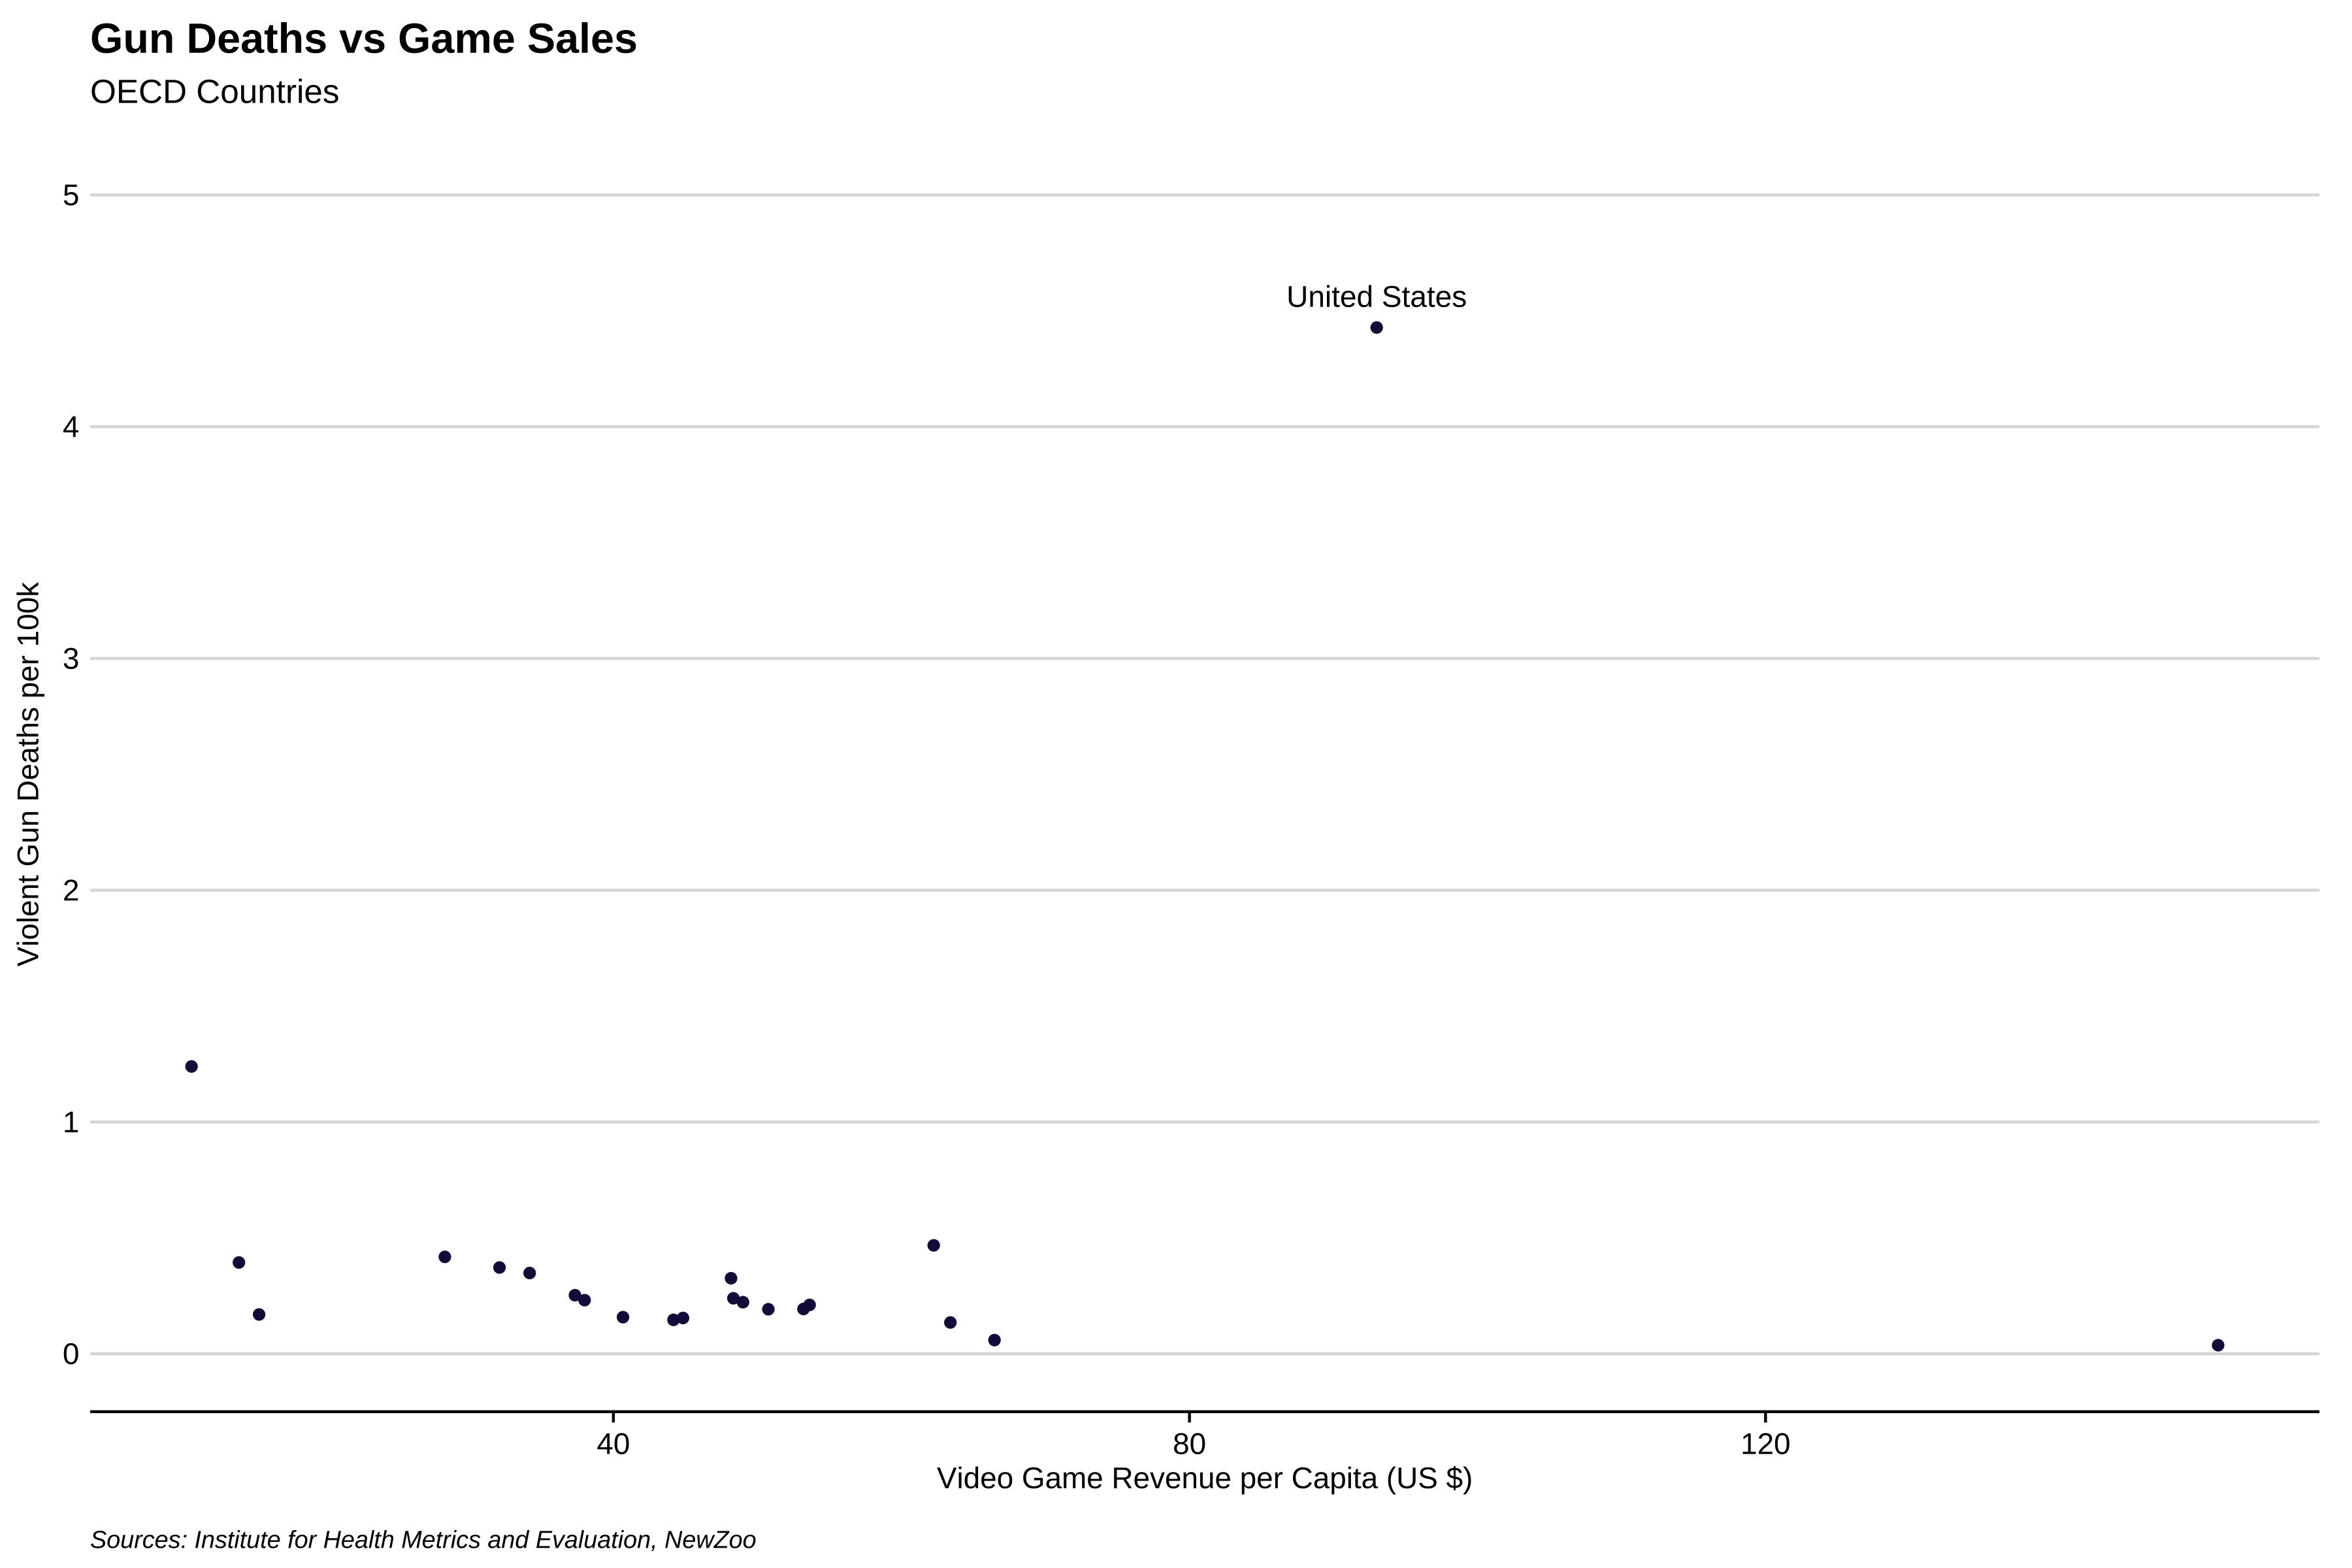 Gun Deaths vs Game Sales
OECD Countries
5
United States
4
Violent Gun Deaths per 100k
3
2
1
0
40 80 120
Video Game Revenue per Capita (US $)
Sources: Institute for Health Metrics and Evaluation, NewZoo